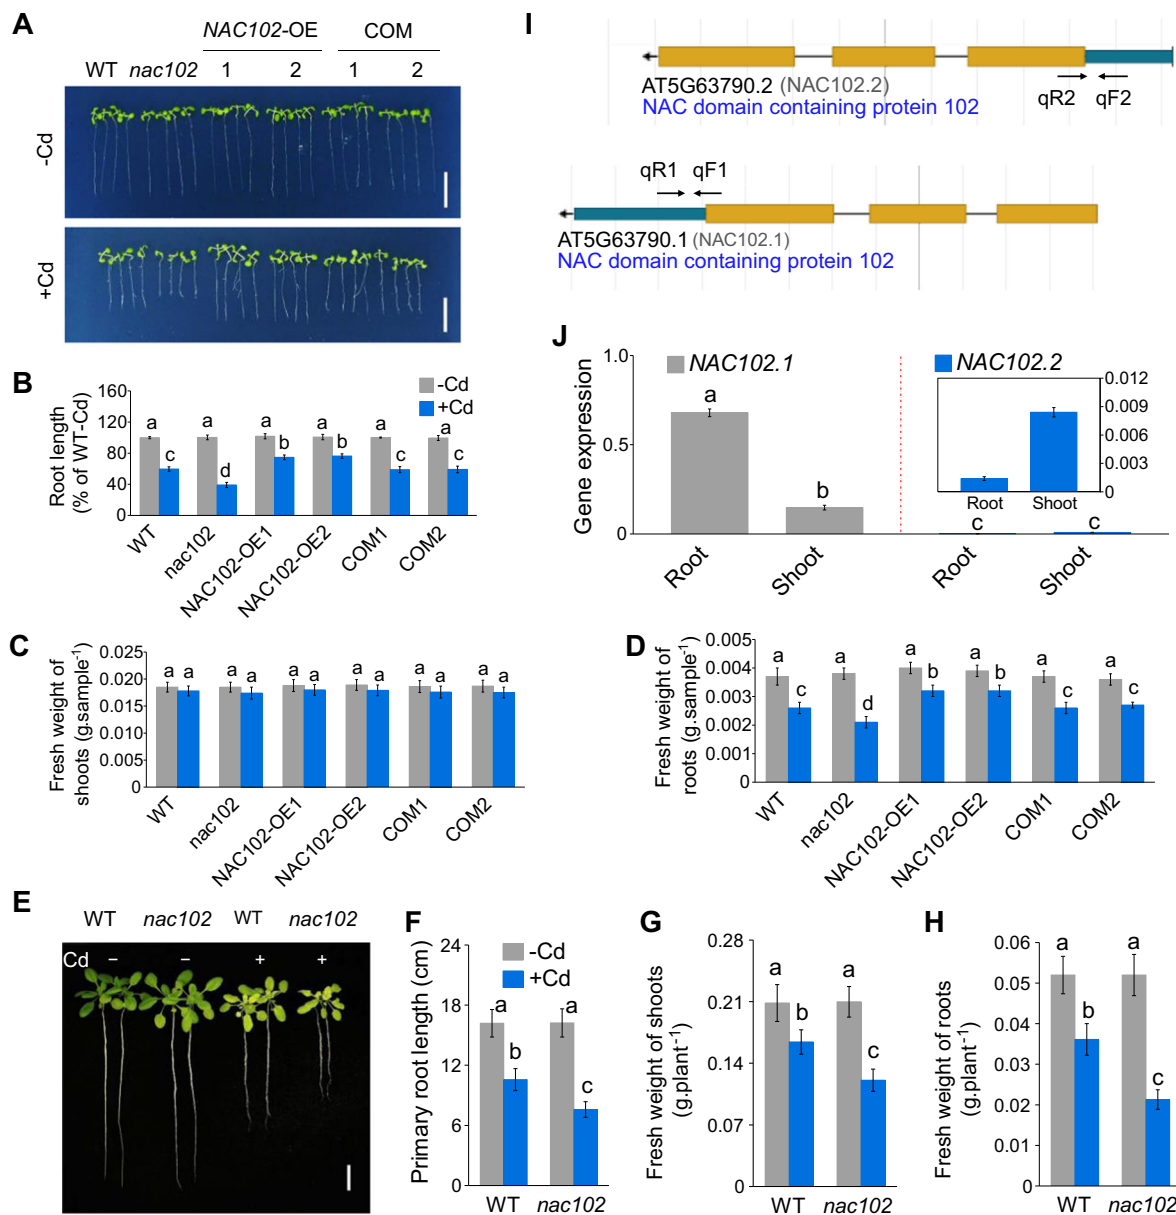 A
NAC102-OE COM
WT nac102 1 2 1 2
-Cd
+Cd
B
Root length
(% of WT-Cd)
160
120
80
40
0
-Cd
+Cd
a c a d a b a b a c a c
WT nac102 NAC102-OE1 NAC102-OE2 COM1 COM2
C
Fresh weight of
shoots (g.sample-1)
0.025
0.020
0.015
0.010
0.005
0
a a a a a a a a a a a a
WT nac102 NAC102-OE1 NAC102-OE2 COM1 COM2
D
Fresh weight of
roots (g.sample-1)
0.005
0.004
0.003
0.002
0.001
0
a c a d a b a b a c a c
WT nac102 NAC102-OE1 NAC102-OE2 COM1 COM2
E
WT nac102 WT nac102
Cd − − + +
F
Primary root length (cm)
24
18
12
6
0
-Cd
+Cd
a b a c
WT nac102
G
Fresh weight of shoots
(g.plant-1)
0.28
0.21
0.14
0.07
0
a b a c
WT nac102
H
Fresh weight of roots
(g.plant-1)
0.06
0.05
0.04
0.03
0.02
0.01
0
a b a c
WT nac102
I
AT5G63790.2 (NAC102.2)
NAC domain containing protein 102
qR2 qF2
qR1 qF1
AT5G63790.1 (NAC102.1)
NAC domain containing protein 102
J
Gene expression
1.0
0.5
0
NAC102.1
a b
Root Shoot
NAC102.2
0.012
0.009
0.006
0.003
0
Root Shoot
c c
Root Shoot